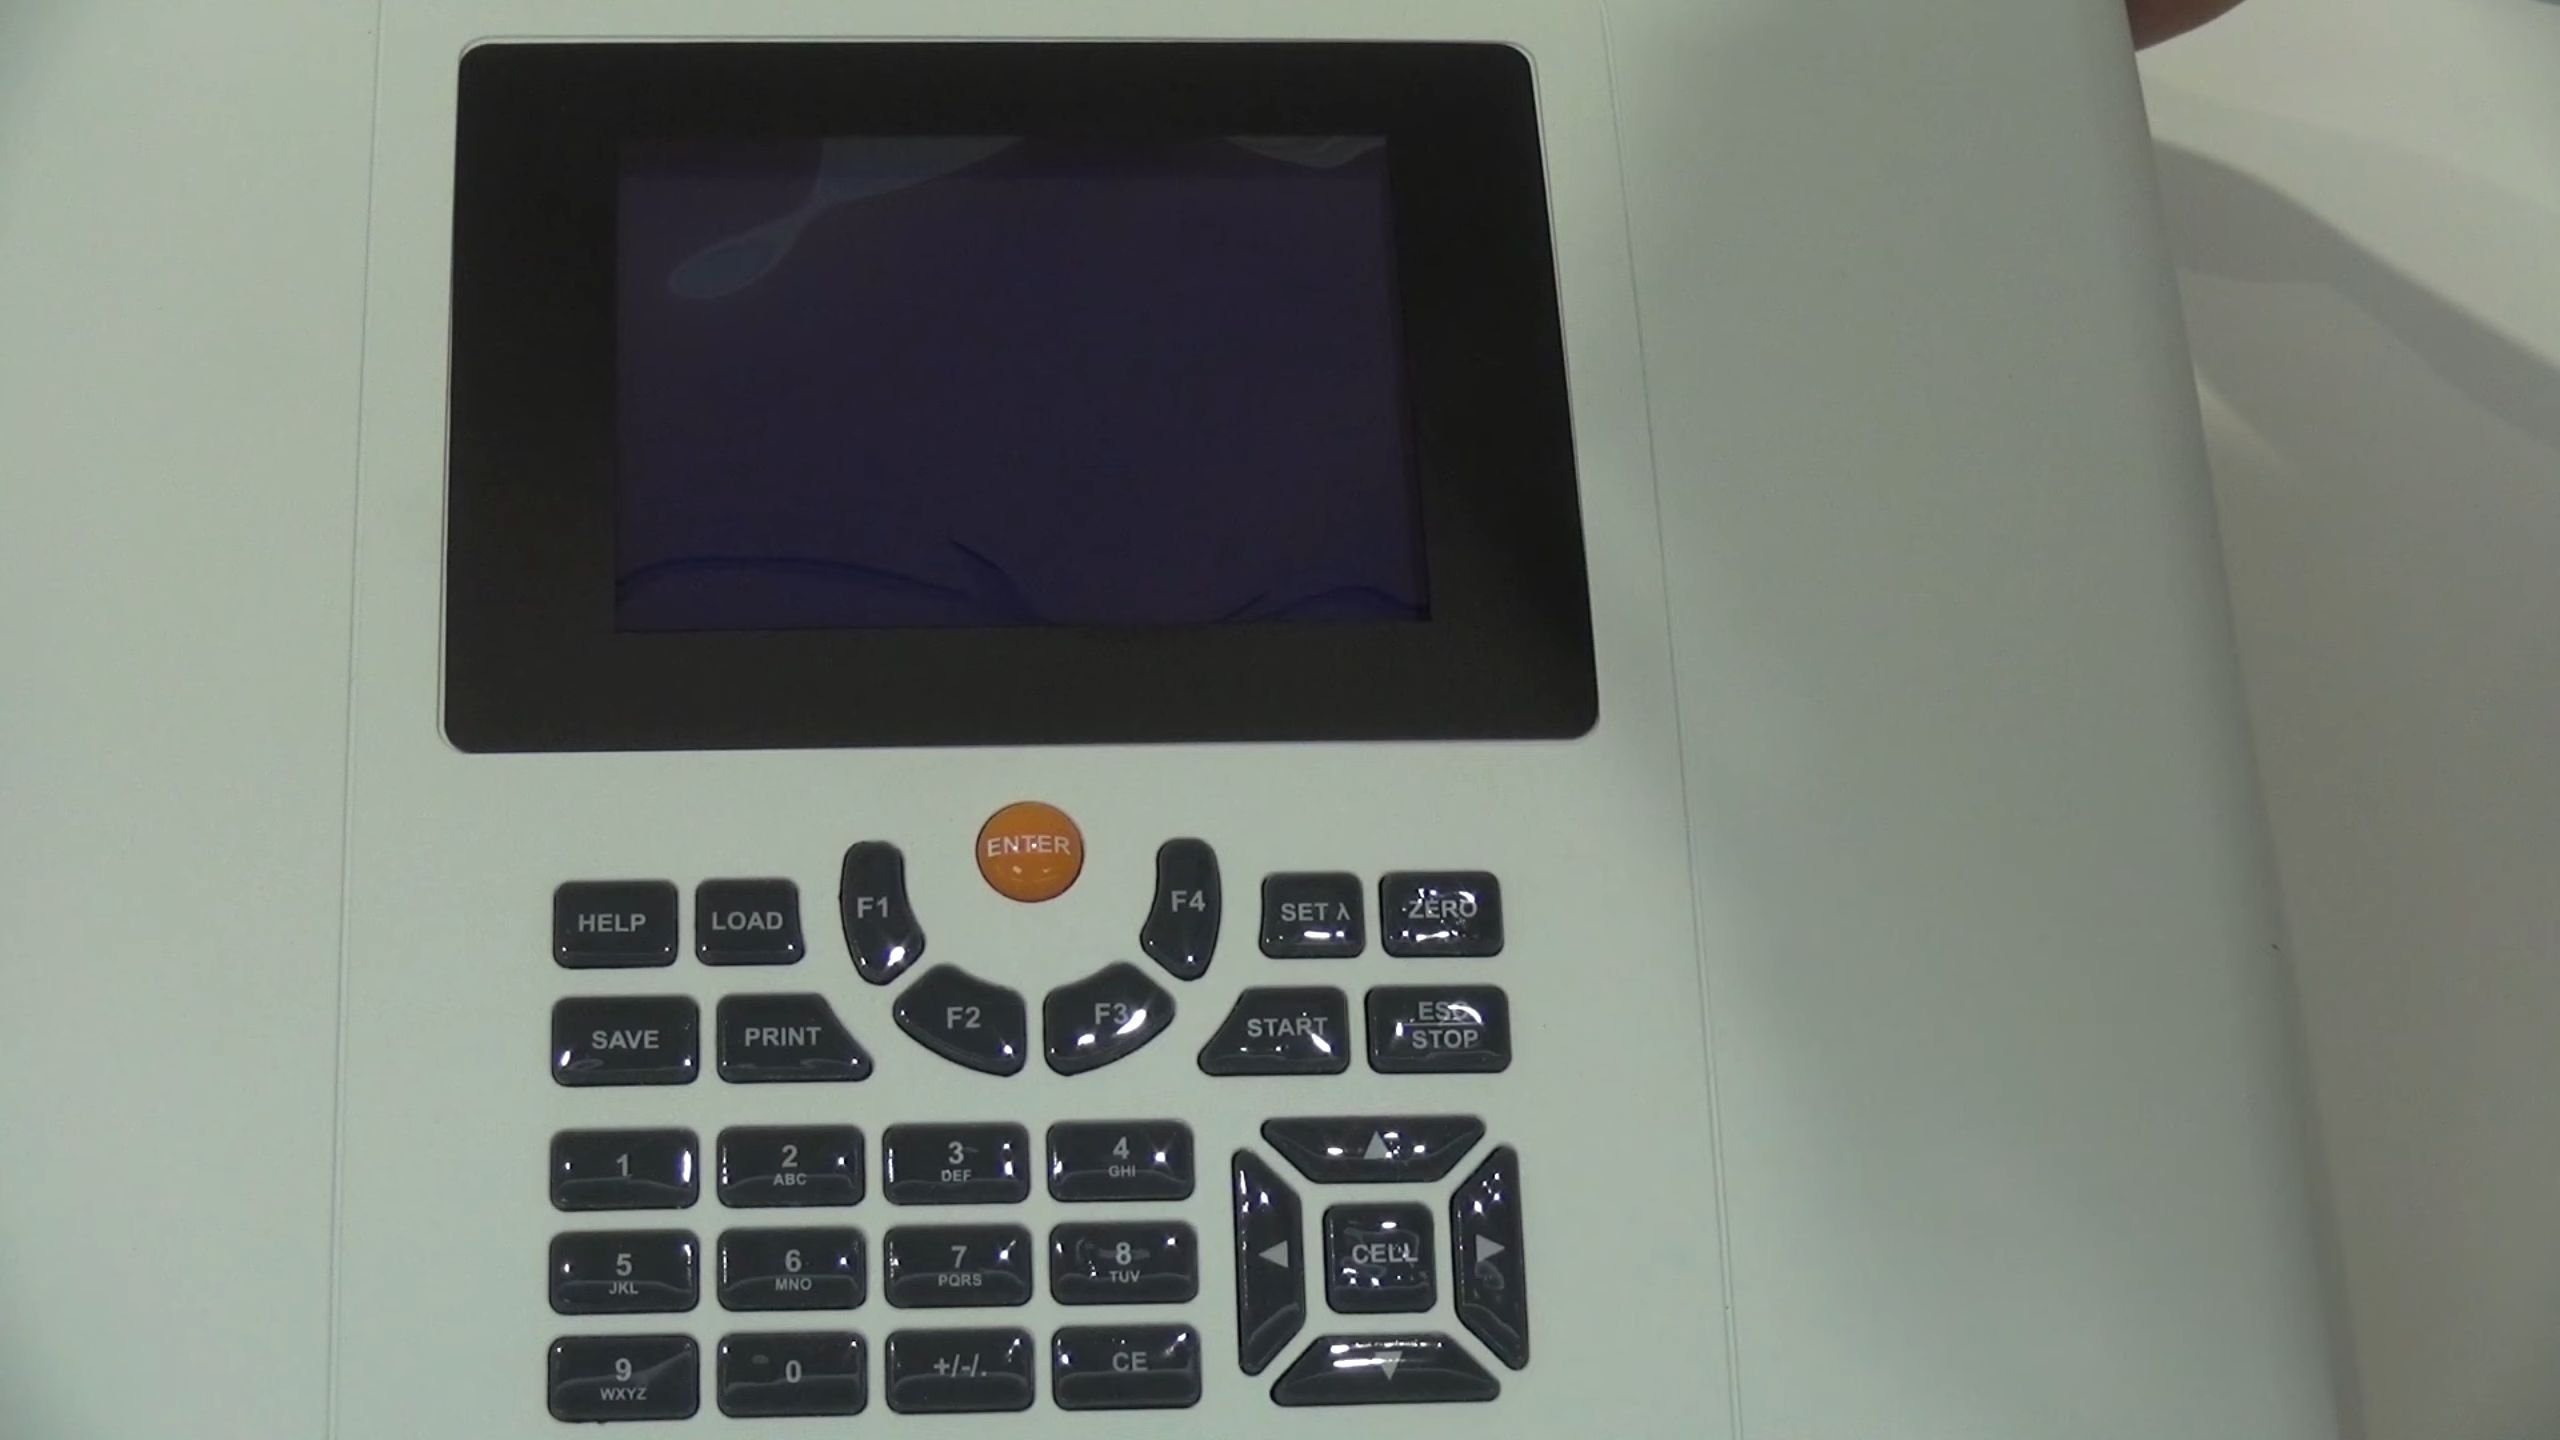 ENTER
HELP
LOAD
F1
F4
SET λ
ZERO
SAVE
PRINT
F2
F3
START
ESC
STOP
1
2
ABC
3
DEF
4
GHI
5
JKL
6
MNO
7
PQRS
8
TUV
CELL
9
WXYZ
0
+/-/.
CE